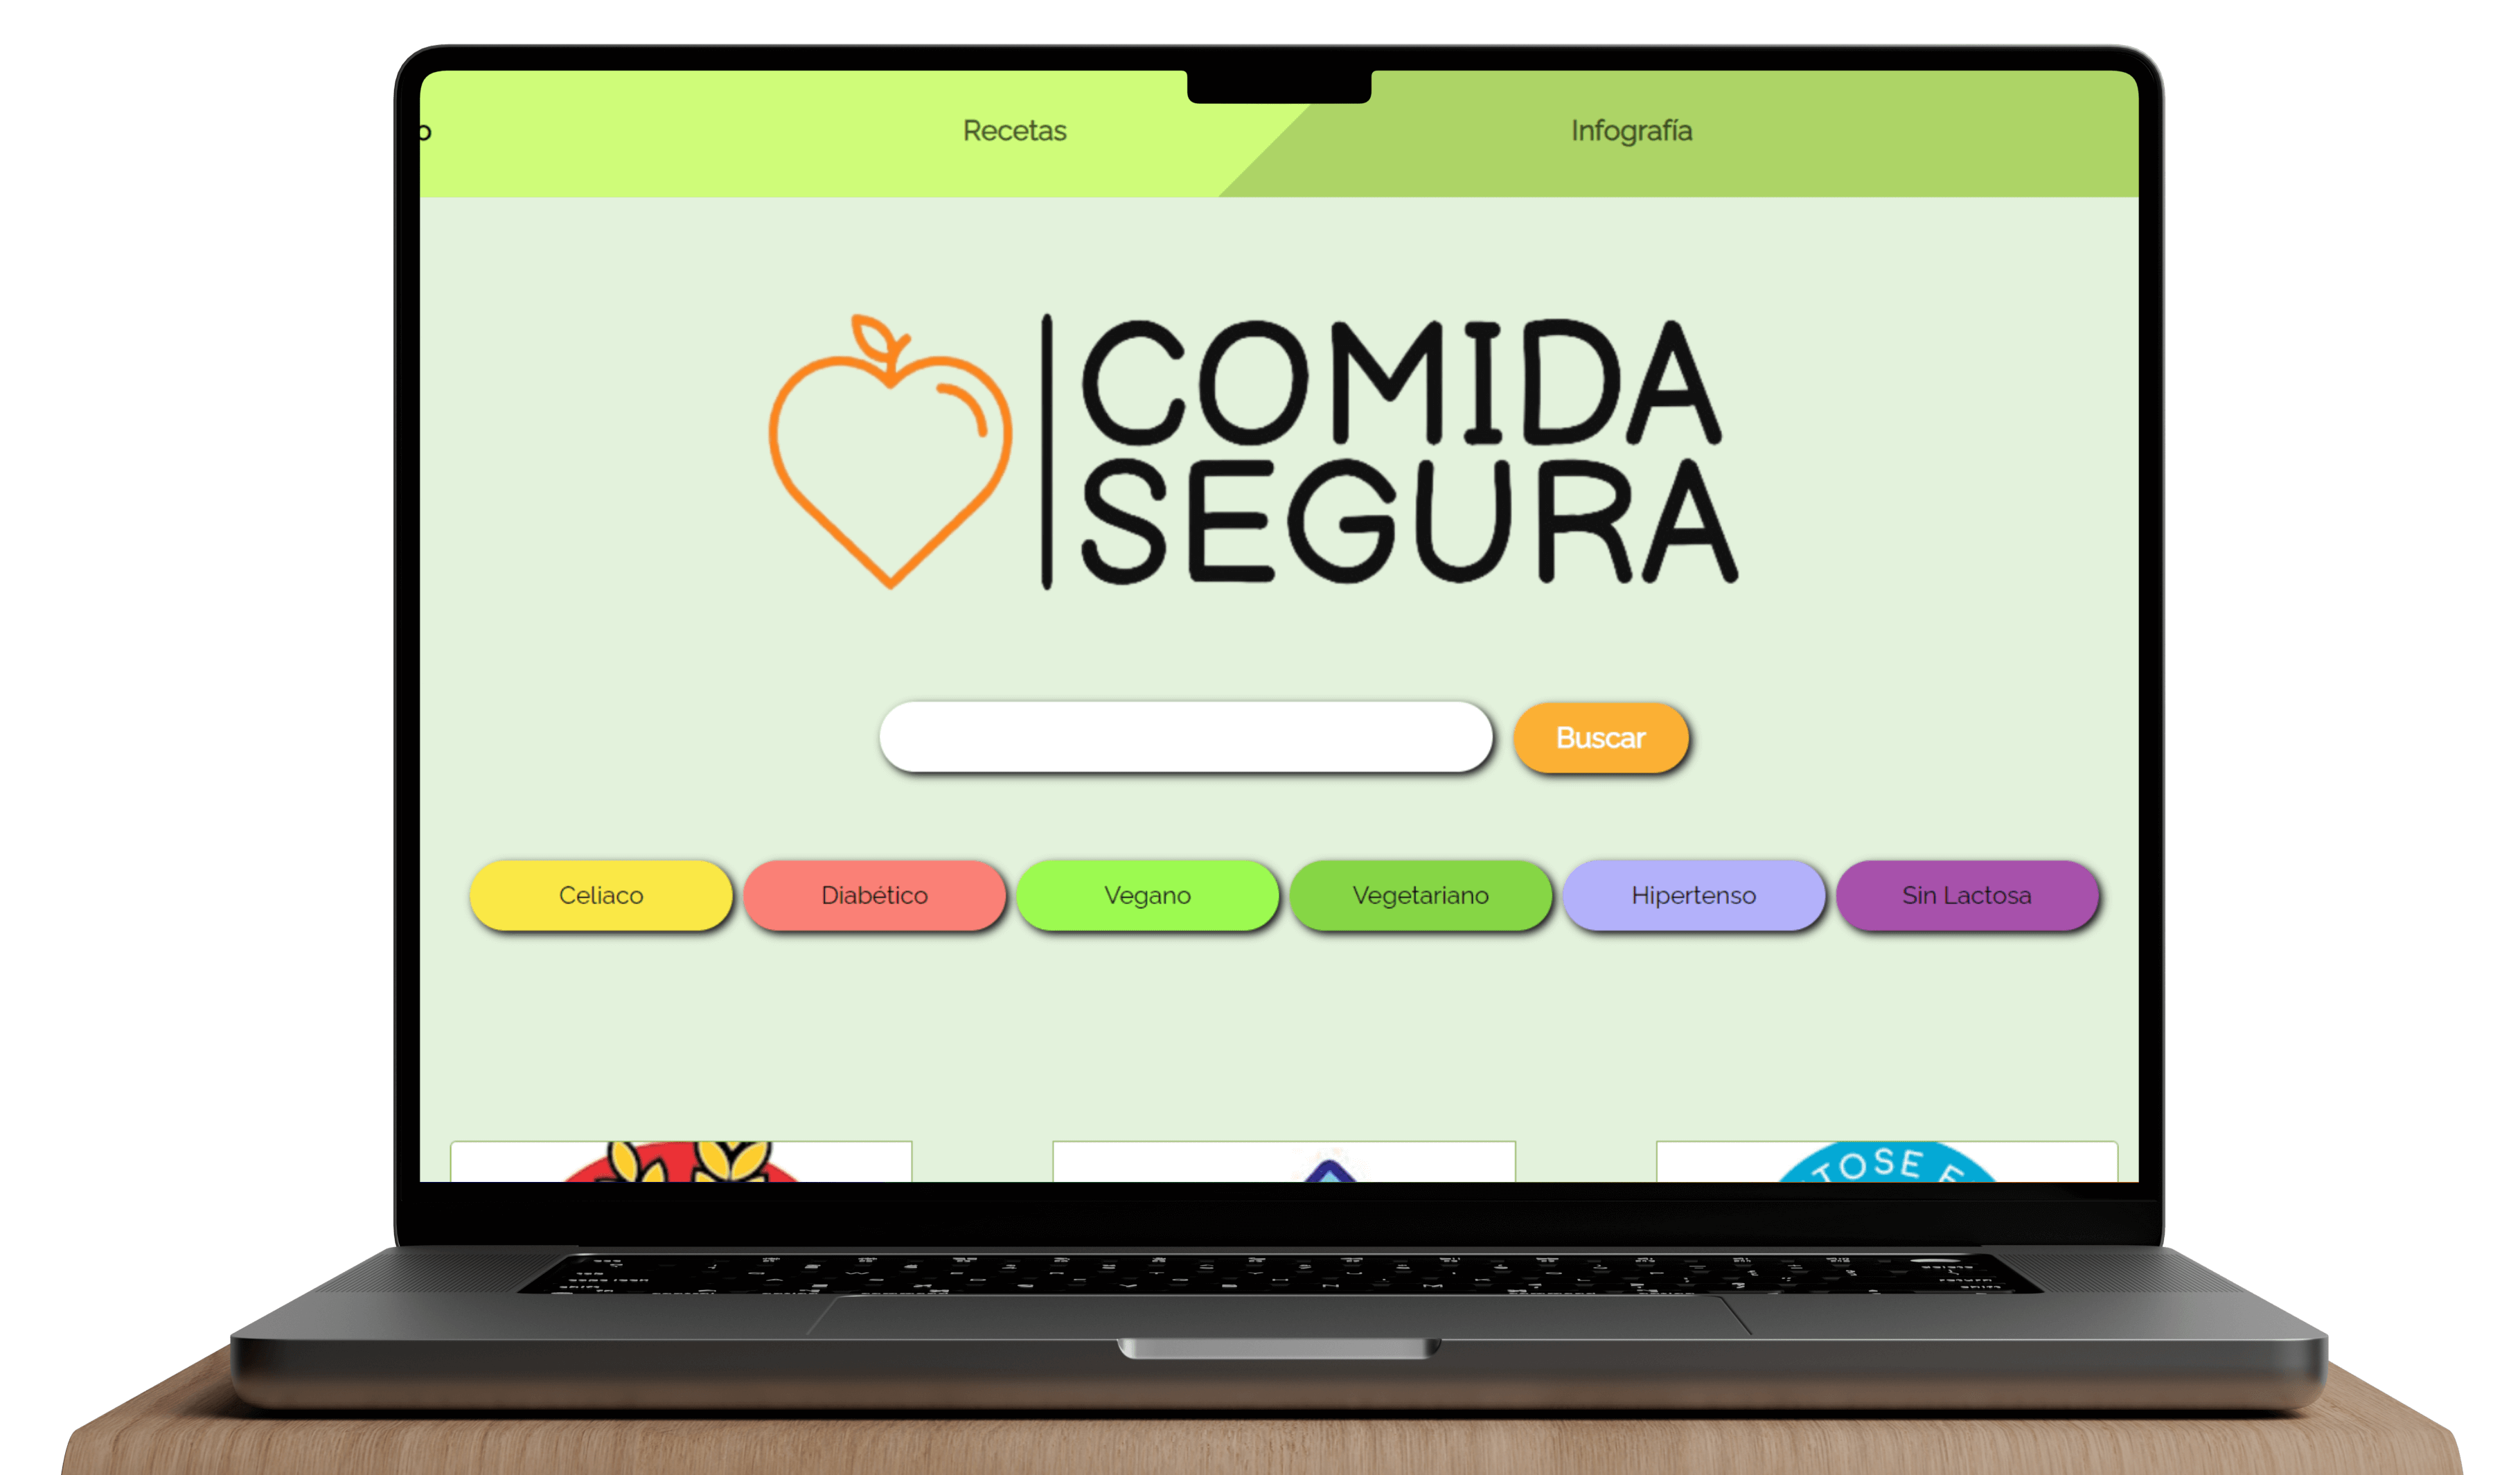 o
Recetas
Infografía
COMIDA
SEGURA
Buscar
Celiaco
Diabético
Vegano
Vegetariano
Hipertenso
Sin Lactosa
TOSE